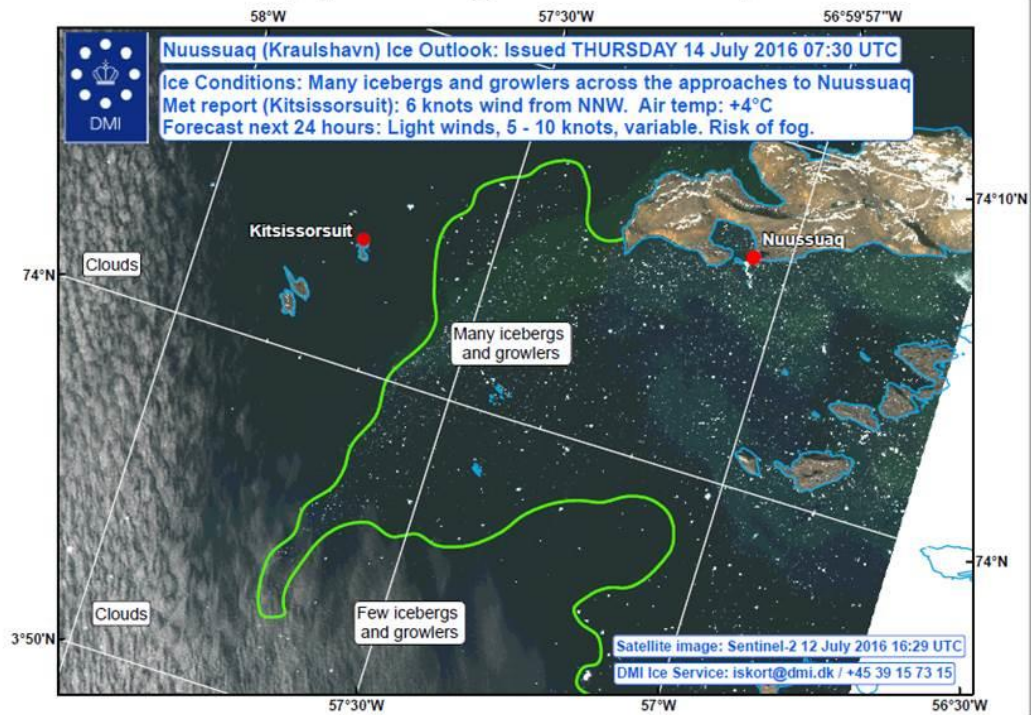 58°W
57°30'W
56°59'57"W
Nuussuaq (Kraulshavn) Ice Outlook: Issued THURSDAY 14 July 2016 07:30 UTC
Ice Conditions: Many icebergs and growlers across the approaches to Nuussuaq
Met report (Kitsissorsuit): 6 knots wind from NNW. Air temp: +4°C
Forecast next 24 hours: Light winds, 5 - 10 knots, variable. Risk of fog.
DMI
74°10'N
Kitsissorsuit
Nuussuaq
Clouds
74°N
Many icebergs
and growlers
74°N
Clouds
Few icebergs
and growlers
3°50'N
Satellite image: Sentinel-2 12 July 2016 16:29 UTC
DMI Ice Service: iskort@dmi.dk / +45 39 15 73 15
57°30'W
57°W
56°30'W